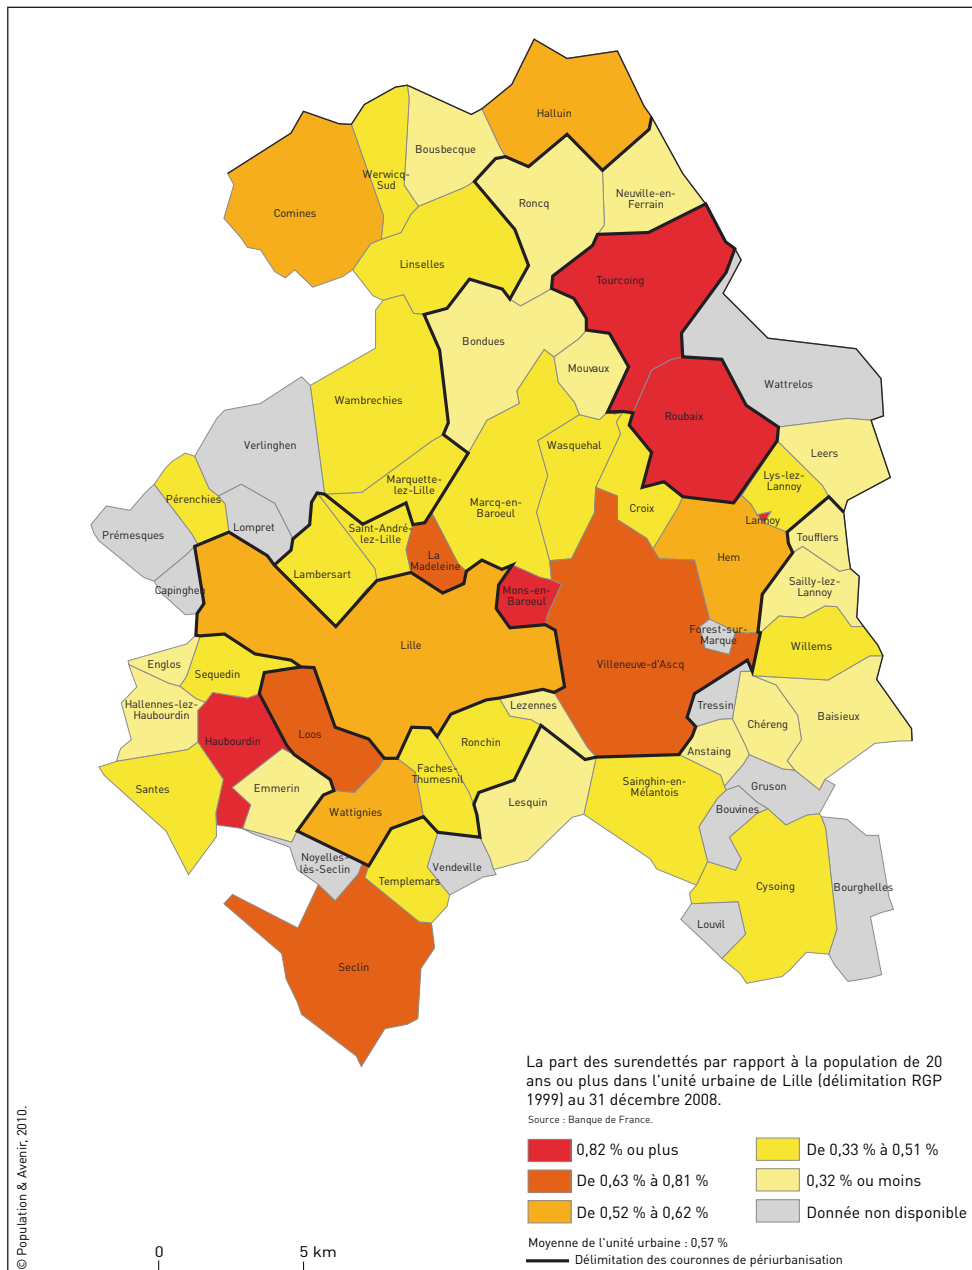 Halluin
Bousbecque
Werwicq-
Sud
Comines
Roncq
Neuville-en-
Ferrain
Linselles
Tourcoing
Bondues
Mouvaux
Wattrelos
Wambrechies
Roubaix
Verlinghen
Wasquehal
Leers
Marquette-
lez-Lille
Lys-lez-
Lannoy
Pérenchies
Marcq-en-
Baroeul
Croix
Lannoy
Prémesques
Lompret
Saint-André-
lez-Lille
Toufflers
La
Madeleine
Hem
Lambersart
Capinghem
Mons-en-
Baroeul
Sailly-lez-
Lannoy
Forest-sur-
Marque
Lille
Willems
Englos
Sequedin
Villeneuve-d'Ascq
Hallennes-lez-
Haubourdin
Lezennes
Tressin
Chéreng
Baisieux
Haubourdin
Loos
Ronchin
Anstaing
Faches-
Thumesnil
Santes
Emmerin
Sainghin-en-
Mélantois
Gruson
Lesquin
Wattignies
Bouvines
Noyelles-
lès-Seclin
Vendeville
Templemars
Cysoing
Bourghelles
Louvil
Seclin
La part des surendettés par rapport à la population de 20
ans ou plus dans l'unité urbaine de Lille (délimitation RGP
1999) au 31 décembre 2008.
Source : Banque de France.
0,82 % ou plus
De 0,63 % à 0,81 %
De 0,52 % à 0,62 %
De 0,33 % à 0,51 %
0,32 % ou moins
Donnée non disponible
Moyenne de l'unité urbaine : 0,57 %
Délimitation des couronnes de périurbanisation
0 5 km
© Population & Avenir, 2010.